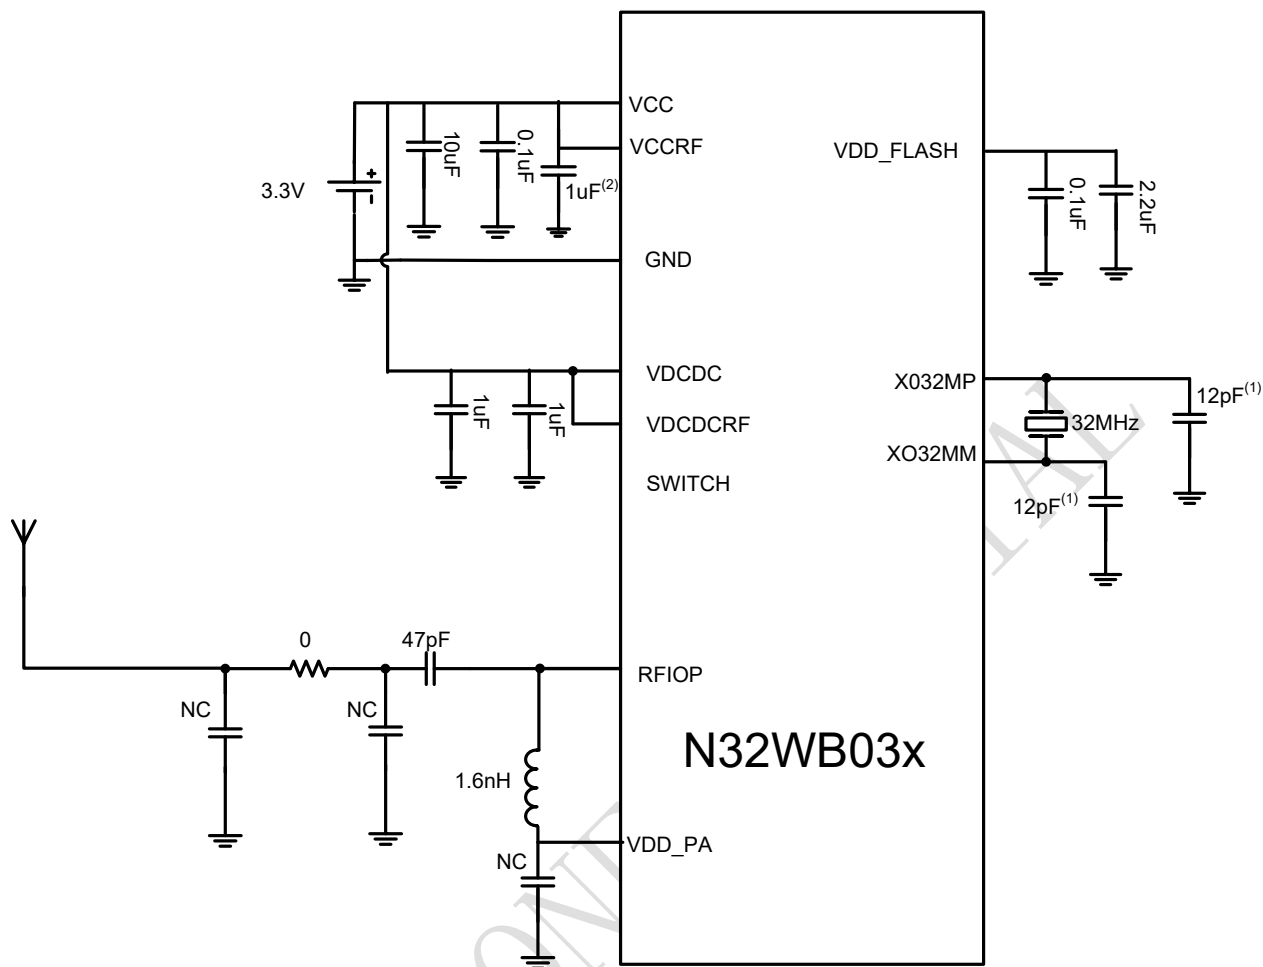 VCC
VCCRF
10uF
0.1uF
1uF(2)
3.3V
+
-
GND
VDD_FLASH
0.1uF
2.2uF
VDCDC
VDCDCRF
SWITCH
1uF
1uF
X032MP
XO32MM
32MHz
12pF(1)
12pF(1)
0
47pF
RFIOP
NC
NC
N32WB03x
1.6nH
VDD_PA
NC